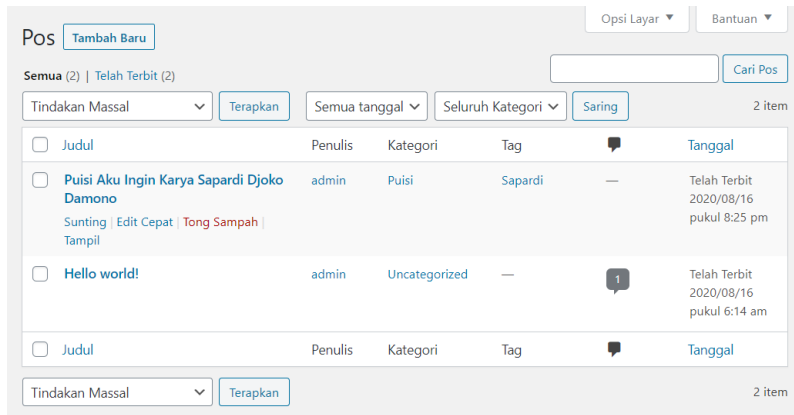 Opsi Layar ▼ Bantuan ▼
Pos Tambah Baru
Semua (2) | Telah Terbit (2)
Cari Pos
Tindakan Massal Terapkan Semua tanggal Seluruh Kategori Saring 2 item
Judul Penulis Kategori Tag Tanggal
Puisi Aku Ingin Karya Sapardi Djoko admin Puisi Sapardi — Telah Terbit
Damono 2020/08/16
Sunting | Edit Cepat | Tong Sampah | pukul 8:25 pm
Tampil
Hello world! admin Uncategorized — 1 Telah Terbit
2020/08/16
pukul 6:14 am
Judul Penulis Kategori Tag Tanggal
Tindakan Massal Terapkan 2 item